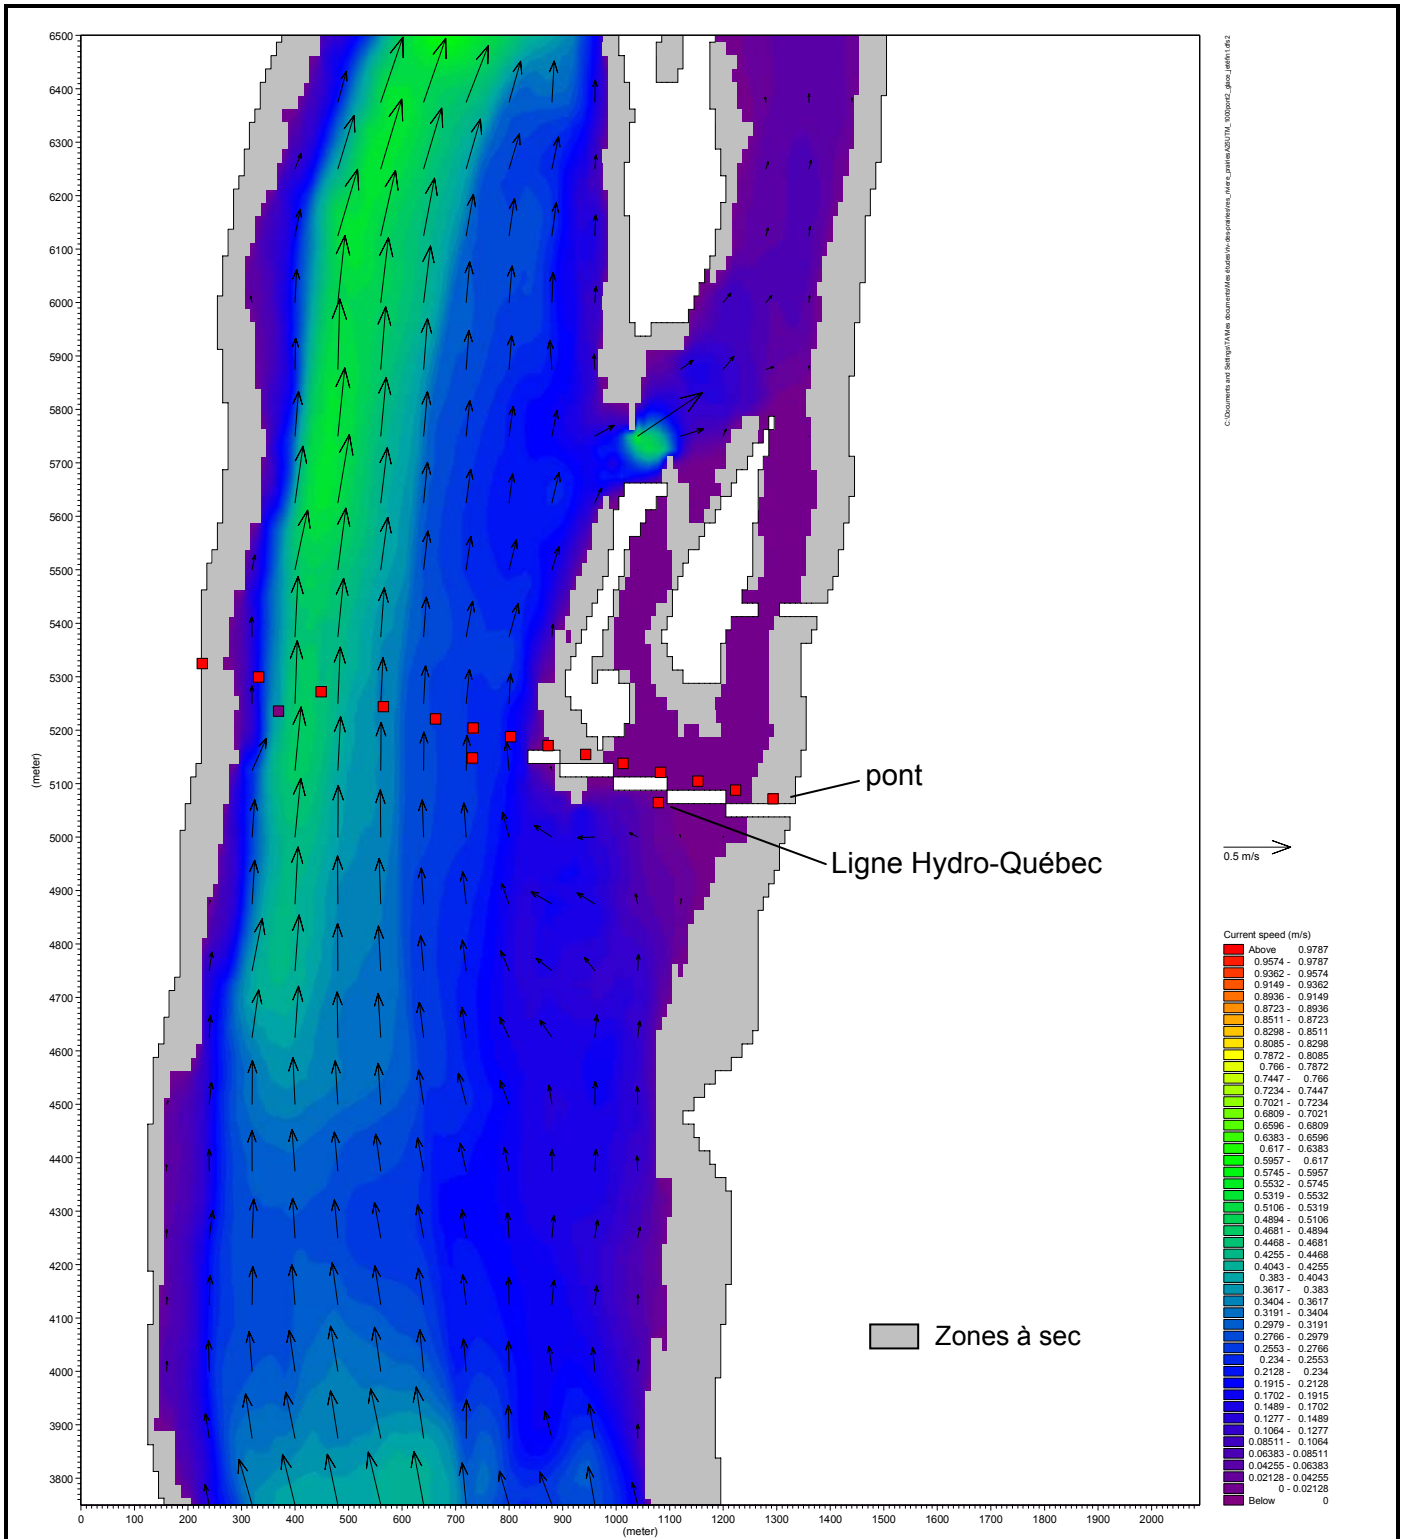 6500
6400
6300
6200
6100
6000
5900
5800
5700
5600
5500
5400
5300
5200
5100
5000
4900
4800
4700
4600
4500
4400
4300
4200
4100
4000
3900
3800
(meter)
0 100 200 300 400 500 600 700 800 900 1000 1100 1200 1300 1400 1500 1600 1700 1800 1900 2000
(meter)
pont
Ligne Hydro-Québec
Zones à sec
0.5 m/s
Current speed (m/s)
Above 0.9787
0.9574 - 0.9787
0.9362 - 0.9574
0.9149 - 0.9362
0.8936 - 0.9149
0.8723 - 0.8936
0.8511 - 0.8723
0.8298 - 0.8511
0.8085 - 0.8298
0.7872 - 0.8085
0.766 - 0.7872
0.7447 - 0.766
0.7234 - 0.7447
0.7021 - 0.7234
0.6809 - 0.7021
0.6596 - 0.6809
0.6383 - 0.6596
0.617 - 0.6383
0.5957 - 0.617
0.5745 - 0.5957
0.5532 - 0.5745
0.5319 - 0.5532
0.5106 - 0.5319
0.4894 - 0.5106
0.4681 - 0.4894
0.4468 - 0.4681
0.4255 - 0.4468
0.4043 - 0.4255
0.383 - 0.4043
0.3617 - 0.383
0.3404 - 0.3617
0.3191 - 0.3404
0.2979 - 0.3191
0.2766 - 0.2979
0.2553 - 0.2766
0.234 - 0.2553
0.2128 - 0.234
0.1915 - 0.2128
0.1702 - 0.1915
0.1489 - 0.1702
0.1277 - 0.1489
0.1064 - 0.1277
0.08511 - 0.1064
0.06383 - 0.08511
0.04255 - 0.06383
0.02128 - 0.04255
0 - 0.02128
Below 0